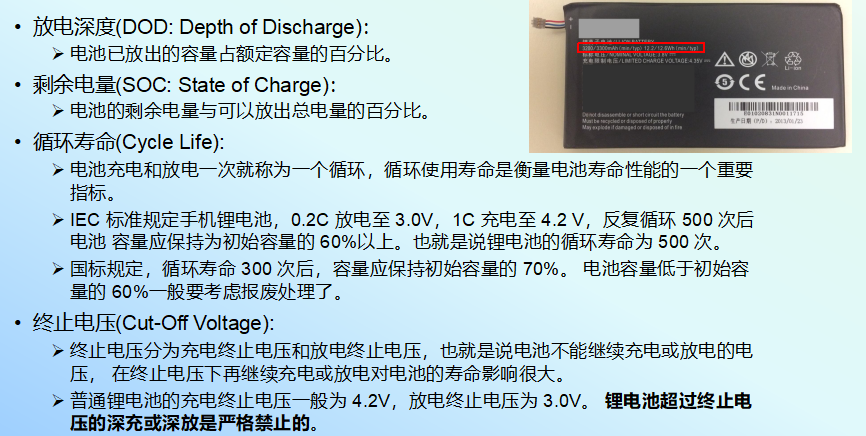 • 放电深度(DOD: Depth of Discharge)：
➢ 电池已放出的容量占额定容量的百分比。
• 剩余电量(SOC: State of Charge)：
➢ 电池的剩余电量与可以放出总电量的百分比。
• 循环寿命(Cycle Life):
➢ 电池充电和放电一次就称为一个循环，循环使用寿命是衡量电池寿命性能的一个重要
指标。
➢ IEC 标准规定手机锂电池，0.2C 放电至 3.0V，1C 充电至 4.2 V，反复循环 500 次后
电池 容量应保持为初始容量的 60%以上。也就是说锂电池的循环寿命为 500 次。
➢ 国标规定，循环寿命 300 次后，容量应保持初始容量的 70%。 电池容量低于初始容
量的 60%一般要考虑报废处理了。
• 终止电压(Cut-Off Voltage):
➢ 终止电压分为充电终止电压和放电终止电压，也就是说电池不能继续充电或放电的电
压， 在终止电压下再继续充电或放电对电池的寿命影响很大。
➢ 普通锂电池的充电终止电压一般为 4.2V，放电终止电压为 3.0V。 锂电池超过终止电
压的深充或深放是严格禁止的。
3200/3300mAh (min/typ) 12.2/12.6Wh (min/typ)
/NOMINAL VOLTAGE:3.8V
充电限制电压/LIMITED CHARGE VOLTAGE:4.35V
Li-ion
5
CE
Made in China
Do not disassemble or short circuit the battery
Must be recycled or disposed of properly
May explode if damaged or disposed of in fire
生产日期 (P/D): 2013/01/23